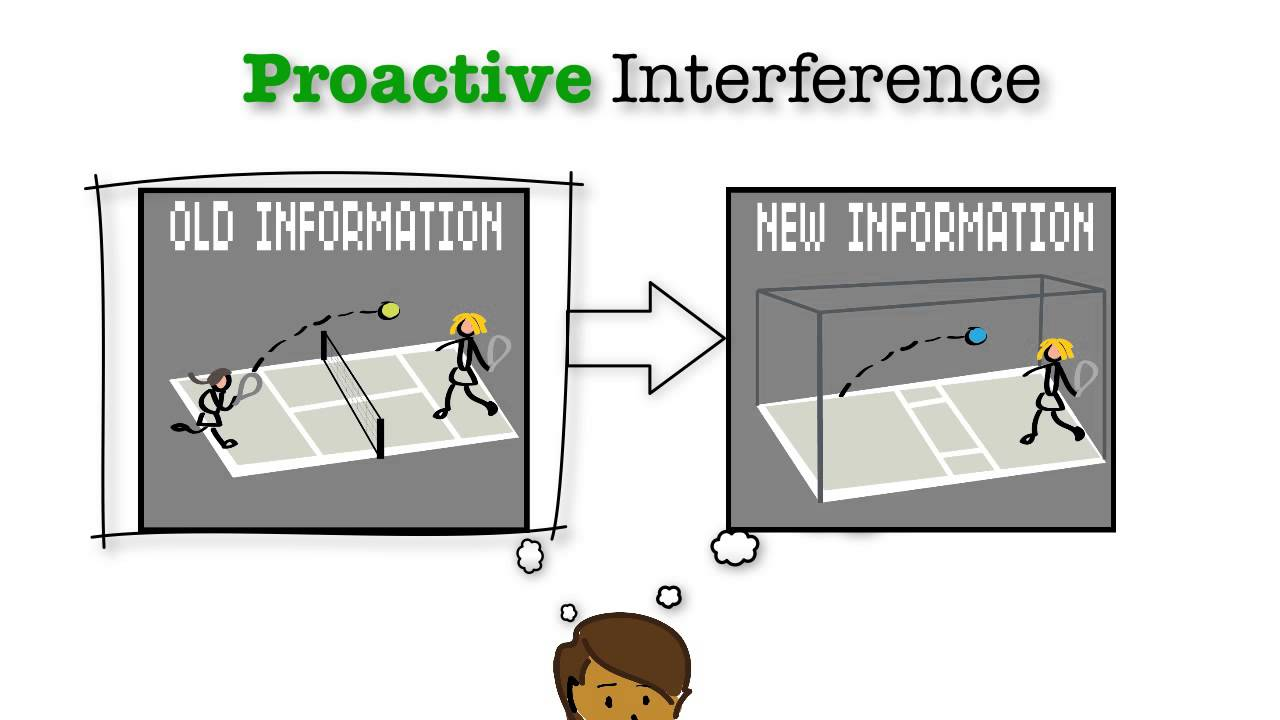 Proactive Interference
OLD INFORMATION
NEW INFORMATION